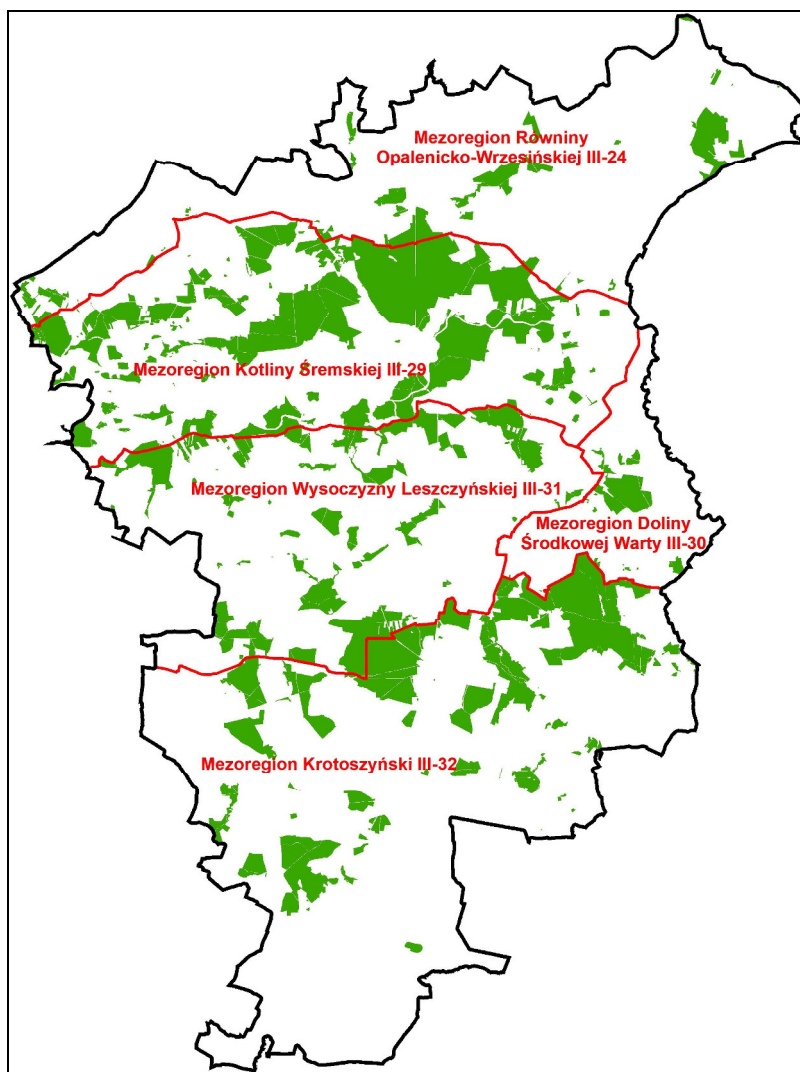 Mezoregion Równiny
Opalenicko-Wrzesińskiej III-24
Mezoregion Kotliny Śremskiej III-29
Mezoregion Wysoczyzny Leszczyńskiej III-31
Mezoregion Doliny
Środkowej Warty III-30
Mezoregion Krotoszyński III-32